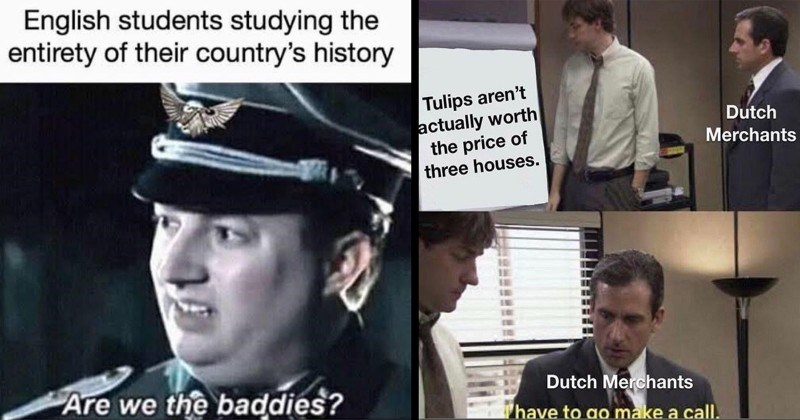 English students studying the
entirety of their country's history
Are we the baddies?
Tulips aren't
actually worth
the price of
three houses.
Dutch
Merchants
Dutch Merchants
I have to go make a call.